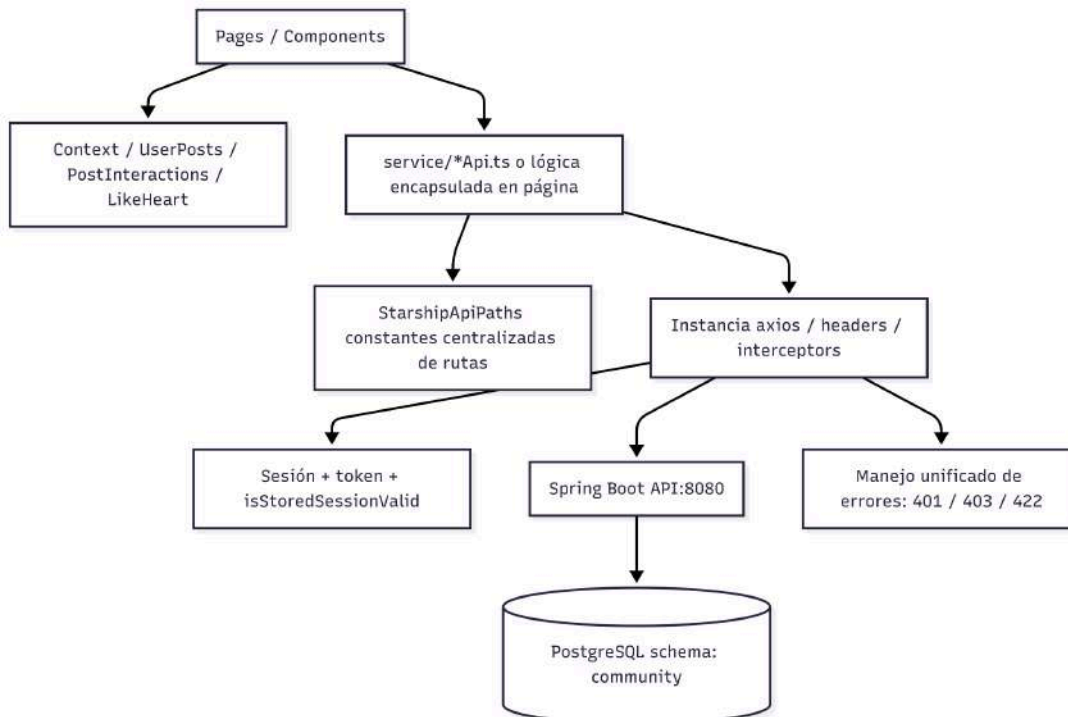 Pages / Components
Context / UserPosts /
PostInteractions /
LikeHeart
service/*Api.ts o lógica
encapsulada en página
StarshipApiPaths
constantes centralizadas
de rutas
Instancia axios / headers /
interceptors
Sesión + token +
isStoredSessionValid
Spring Boot API:8080
Manejo unificado de
errores: 401 / 403 / 422
PostgreSQL schema:
community